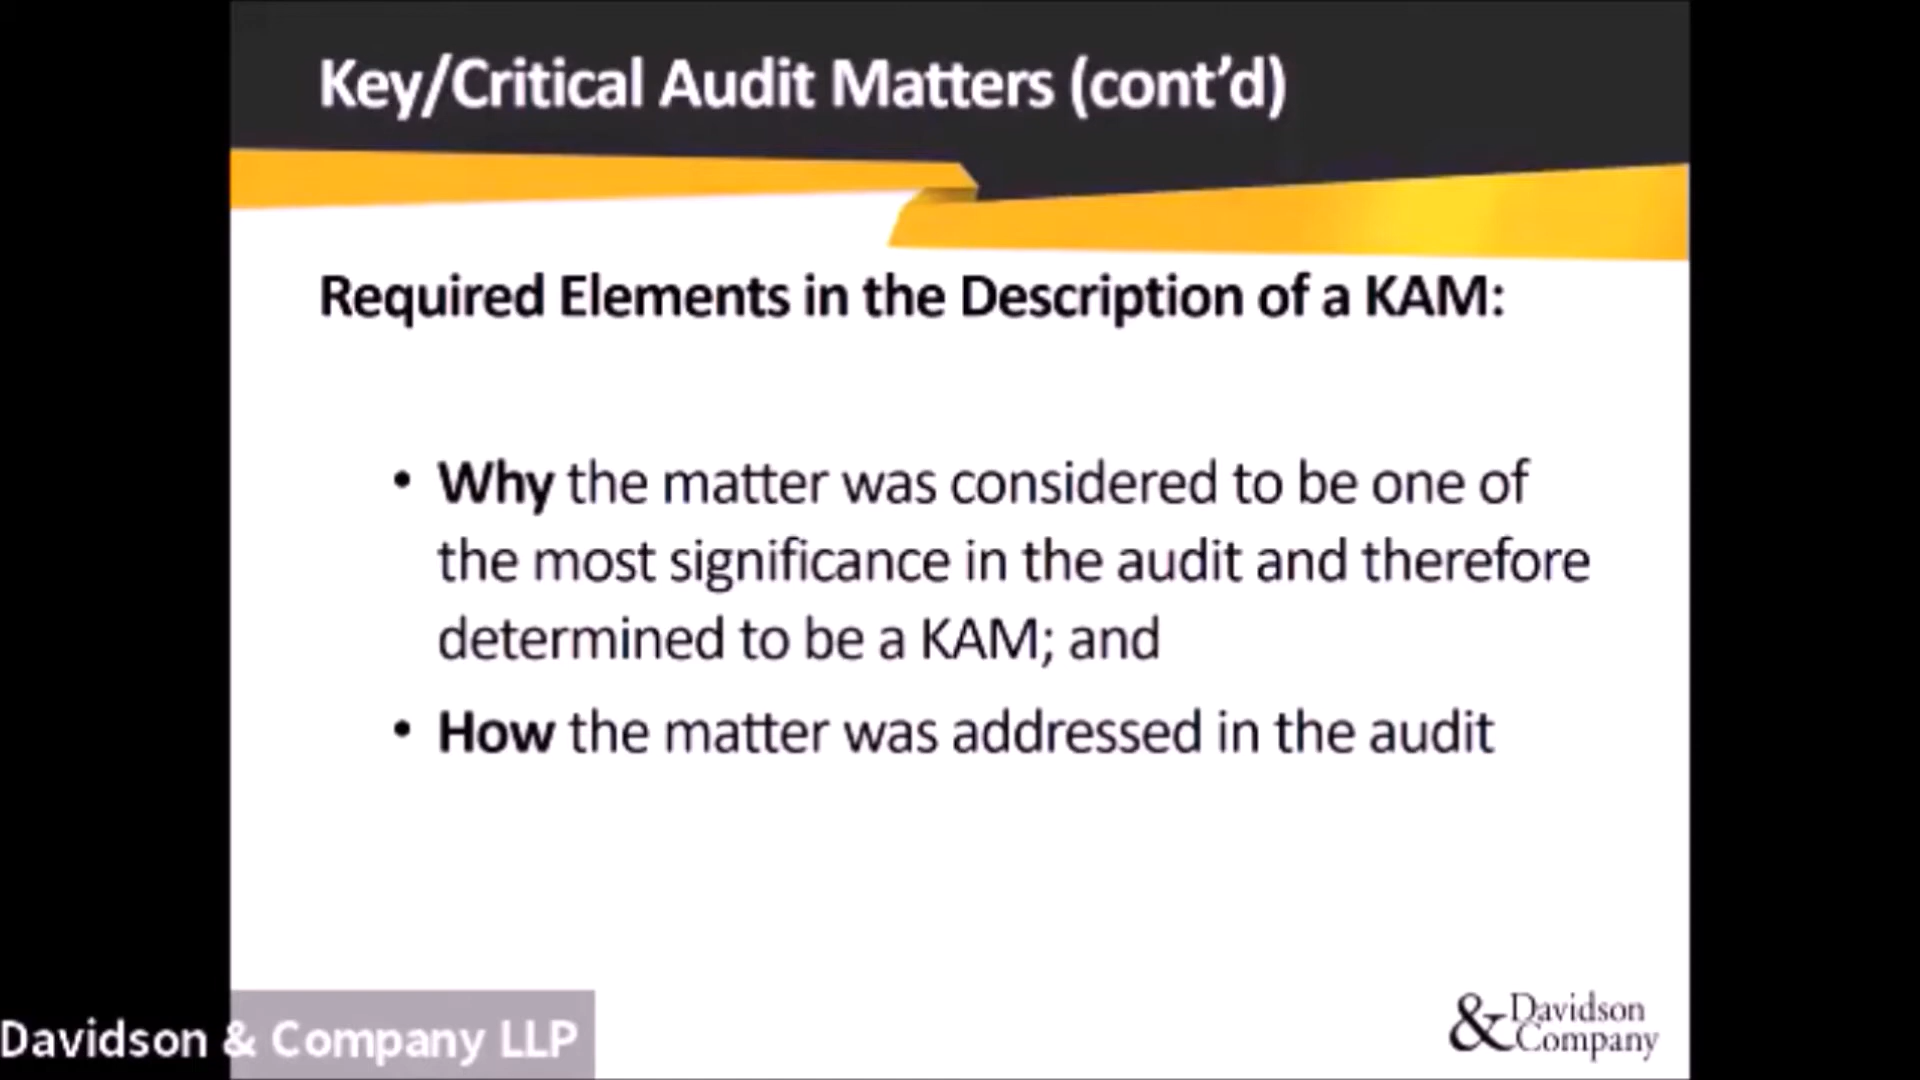 Key/Critical Audit Matters (cont’d)
Required Elements in the Description of a KAM:
• Why the matter was considered to be one of
the most significance in the audit and therefore
determined to be a KAM; and
• How the matter was addressed in the audit
Davidson & Company LLP
& Davidson
Company